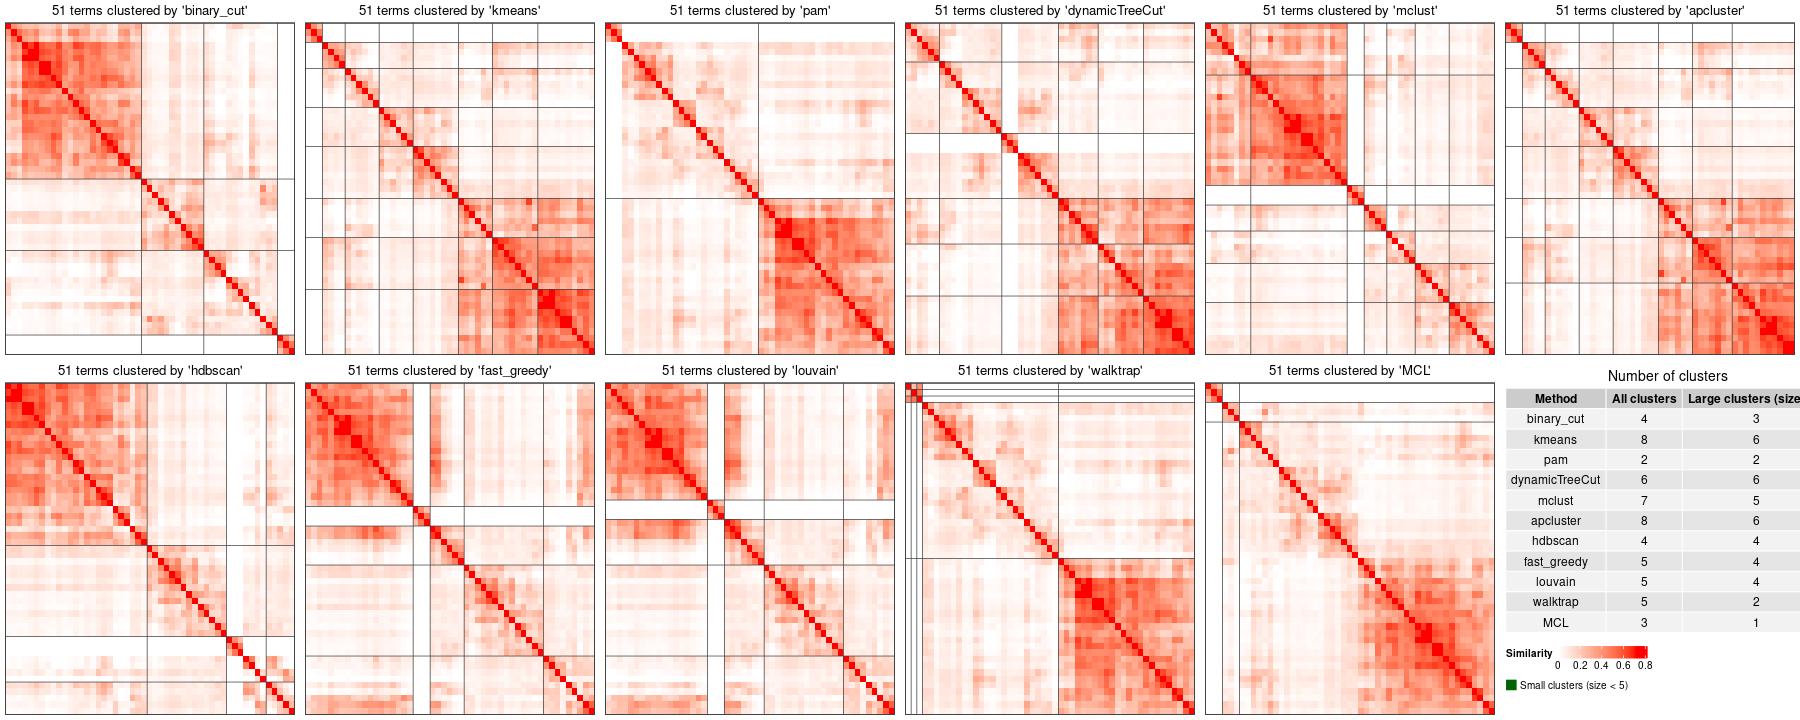 51 terms clustered by 'binary_cut'
51 terms clustered by 'kmeans'
51 terms clustered by 'pam'
51 terms clustered by 'dynamicTreeCut'
51 terms clustered by 'mclust'
51 terms clustered by 'apcluster'
51 terms clustered by 'hdbscan'
51 terms clustered by 'fast_greedy'
51 terms clustered by 'louvain'
51 terms clustered by 'walktrap'
51 terms clustered by 'MCL'
Number of clusters
Method All clusters Large clusters (size
binary_cut 4 3
kmeans 8 6
pam 2 2
dynamicTreeCut 6 6
mclust 7 5
apcluster 8 6
hdbscan 4 4
fast_greedy 5 4
louvain 5 4
walktrap 5 2
MCL 3 1
Similarity
0 0.2 0.4 0.6 0.8
Small clusters (size < 5)